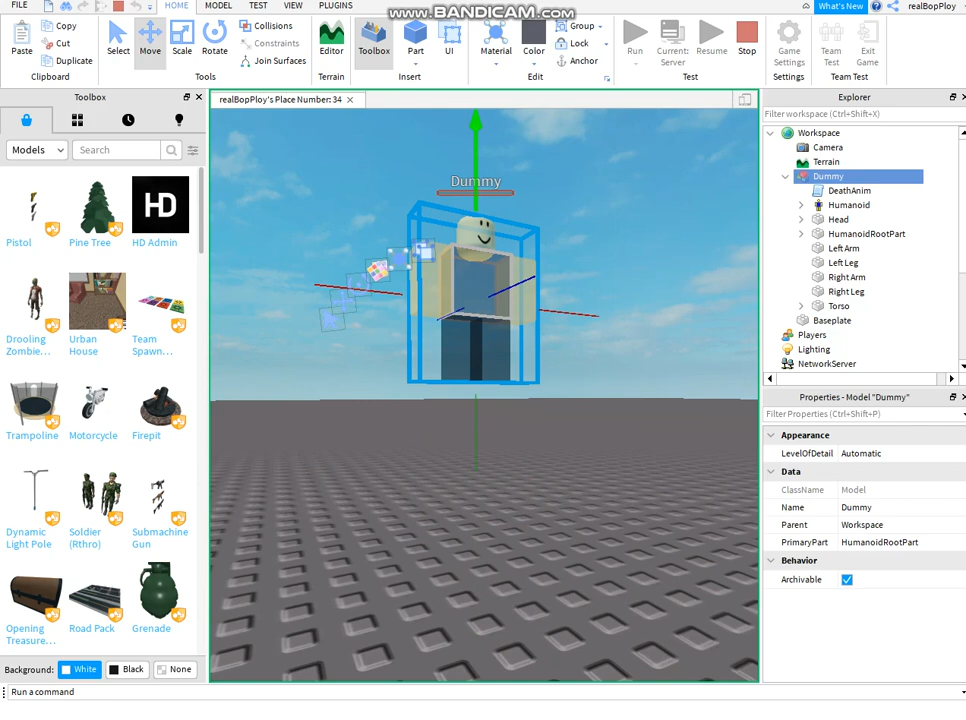 FILE
HOME
MODEL
TEST
VIEW
PLUGINS
www.BANDICAM.com
What's New
realBopPloy
Paste
Copy
Cut
Duplicate
Clipboard
Select
Move
Scale
Rotate
Collisions
Constraints
Join Surfaces
Tools
Editor
Terrain
Toolbox
Part
UI
Insert
Material
Color
Group
Lock
Anchor
Edit
Run
Current:
Server
Resume
Stop
Test
Game
Settings
Settings
Team
Test
Exit
Game
Team Test
Toolbox
Models
Search
Pistol
Pine Tree
HD
HD Admin
Drooling
Zombie...
Urban
House
Team
Spawn...
Trampoline
Motorcycle
Firepit
Dynamic
Light Pole
Soldier
(Rthro)
Submachine
Gun
Opening
Treasure...
Road Pack
Grenade
Background:
White
Black
None
Run a command
realBopPloy's Place Number: 34
Dummy
Explorer
Filter workspace (Ctrl+Shift+X)
Workspace
Camera
Terrain
Dummy
DeathAnim
Humanoid
Head
HumanoidRootPart
Left Arm
Left Leg
Right Arm
Right Leg
Torso
Baseplate
Players
Lighting
NetworkServer
Properties - Model "Dummy"
Filter Properties (Ctrl+Shift+P)
Appearance
LevelOfDetail Automatic
Data
ClassName Model
Name Dummy
Parent Workspace
PrimaryPart HumanoidRootPart
Behavior
Archivable